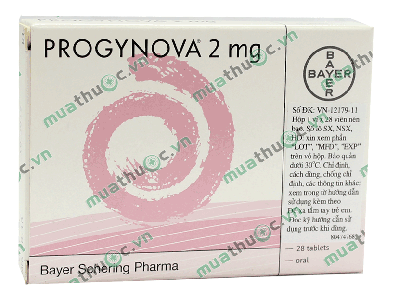 PROGYNOVA® 2 mg
BAYER
BAYER
Số ĐK: VN-12179-11
Hộp 1 vỉ x 28 viên nén
bao. Số lô SX, NSX,
HD: xin xem phần
"LOT", "MFD", "EXP"
trên vỏ hộp. Bảo quản
dưới 30°C. Chỉ định,
cách dùng, chống chỉ
định, các thông tin khác:
xem trong tờ hướng dẫn
sử dụng kèm theo
Để xa tầm tay trẻ em.
Đọc kỹ hướng dẫn sử
dụng trước khi dùng.
28 tablets
oral
Bayer Schering Pharma
muathuốc.vn